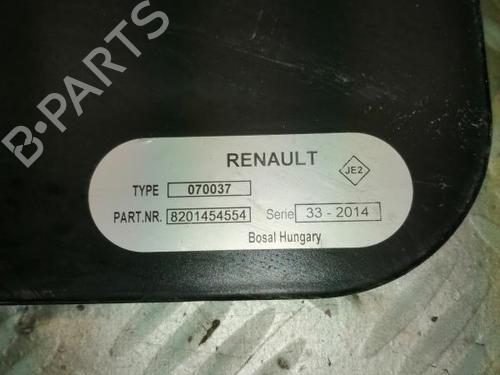 B-PARTS
RENAULT
JE2
TYPE 070037
PART.NR. 8201454554 Serie 33 - 2014
Bosal Hungary